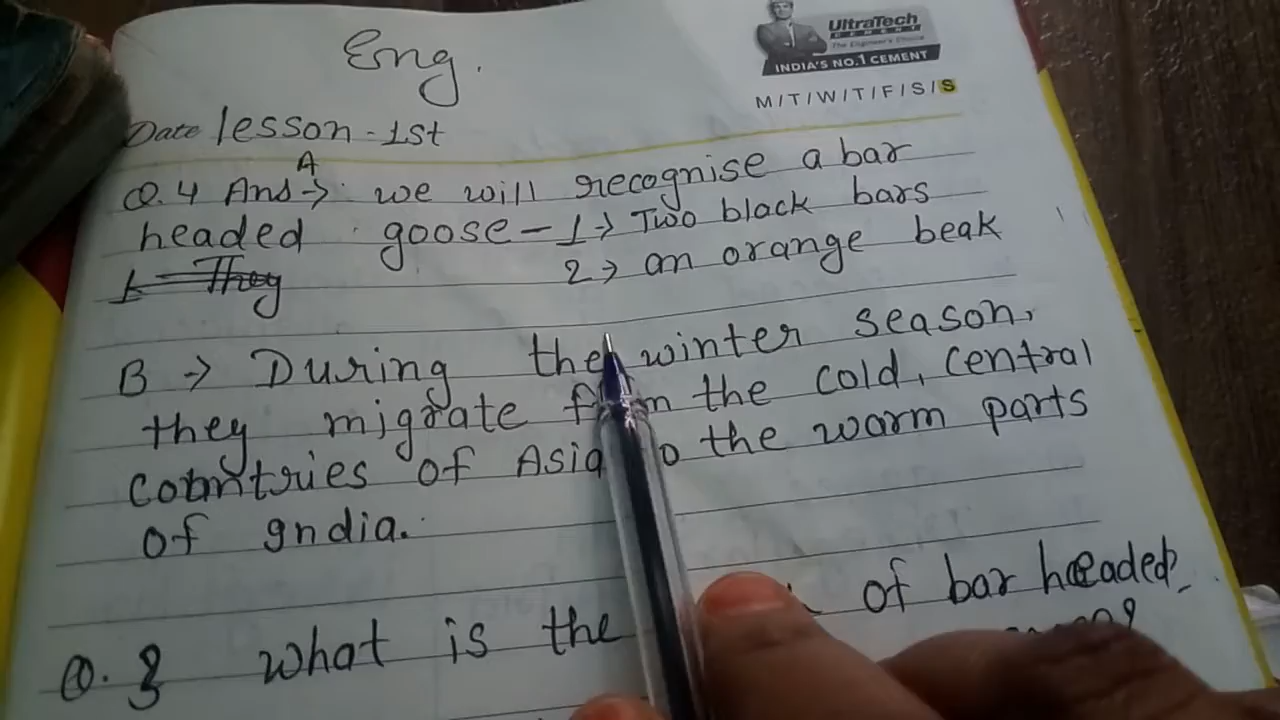 Eng.
UltraTech
CEMENT
The Engineer's Choice
INDIA'S NO.1 CEMENT
M/T/W/T/F/S/S
Date lesson-1st
A
Q.4 Ans→ we will recognise a bar
headed goose-1→ Two black bars
2→ an orange beak
B → During the winter season,
they migrate the cold, central
countries of Asia the warm parts
of India.
Q. 3 what is the of bar headed